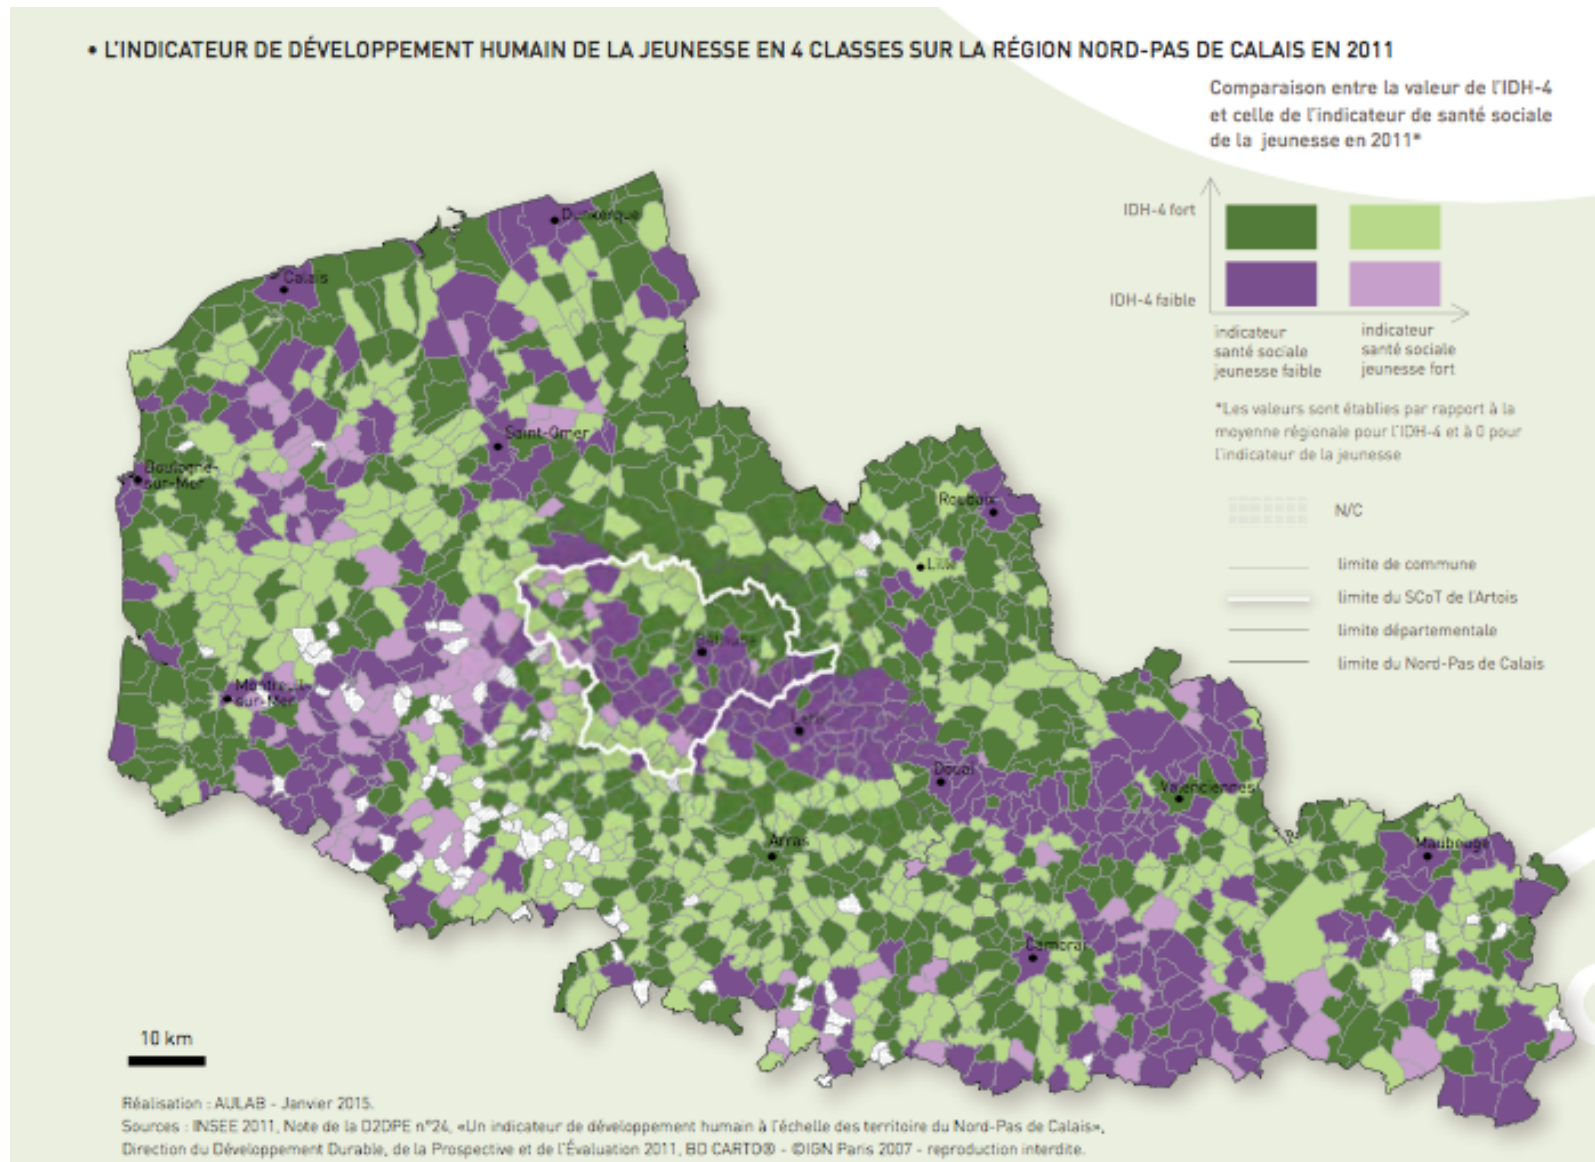 • L'INDICATEUR DE DÉVELOPPEMENT HUMAIN DE LA JEUNESSE EN 4 CLASSES SUR LA RÉGION NORD-PAS DE CALAIS EN 2011
Comparaison entre la valeur de l'IDH-4
et celle de l'indicateur de santé sociale
de la jeunesse en 2011*
IDH-4 fort
IDH-4 faible
indicateur
santé sociale
jeunesse faible
indicateur
santé sociale
jeunesse fort
*Les valeurs sont établies par rapport à la
moyenne régionale pour l'IDH-4 et à 0 pour
l'indicateur de la jeunesse
N/C
limite de commune
limite du SCoT de l'Artois
limite départementale
limite du Nord-Pas de Calais
Dunkerque
Calais
Saint-Omer
Boulogne-
sur-Mer
Roubaix
Lille
Béthune
Montreuil-
sur-Mer
Lens
Douai
Valenciennes
Arras
Maubeuge
Cambrai
10 km
Réalisation : AULAB - Janvier 2015.
Sources : INSEE 2011, Note de la D2DPE n°24, «Un indicateur de développement humain à l'échelle des territoire du Nord-Pas de Calais»,
Direction du Développement Durable, de la Prospective et de l'Évaluation 2011, BD CARTO® - ©IGN Paris 2007 - reproduction interdite.